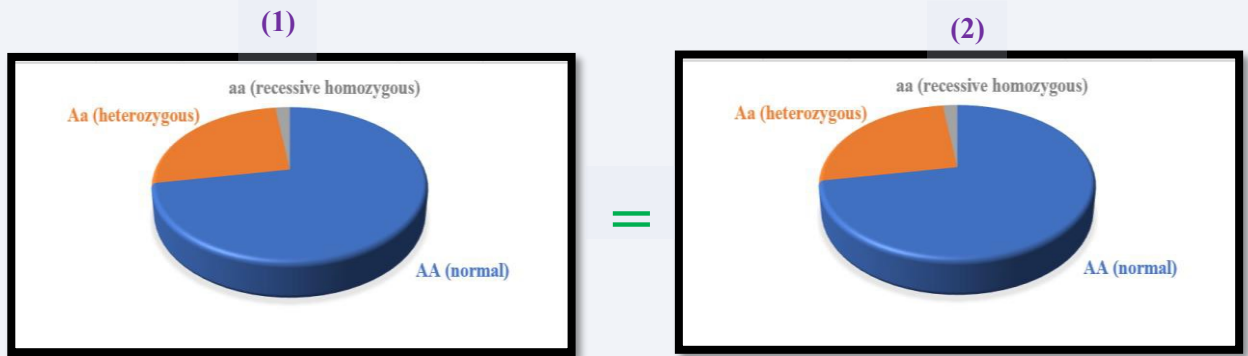 (1)
aa (recessive homozygous)
Aa (heterozygous)
AA (normal)
=
(2)
aa (recessive homozygous)
Aa (heterozygous)
AA (normal)